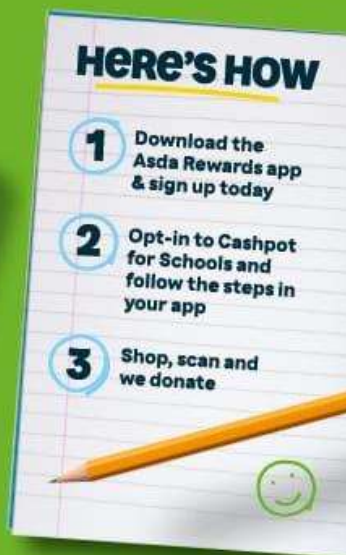 HeRe's HOW
1
Download the
Asda Rewards app
& sign up today
2
Opt-in to Cashpot
for Schools and
follow the steps in
your app
3
Shop, scan and
we donate